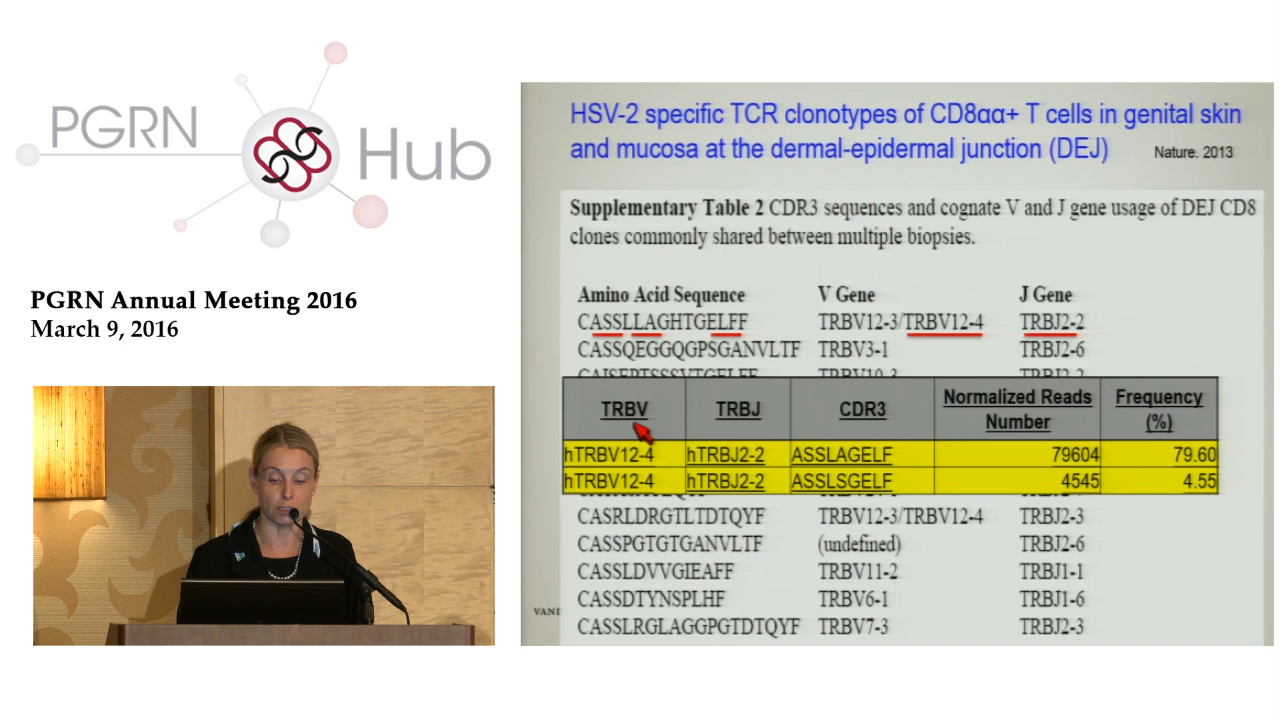 PGRN
Hub
PGRN Annual Meeting 2016
March 9, 2016
HSV-2 specific TCR clonotypes of CD8αα+ T cells in genital skin
and mucosa at the dermal-epidermal junction (DEJ) Nature. 2013
Supplementary Table 2 CDR3 sequences and cognate V and J gene usage of DEJ CD8
clones commonly shared between multiple biopsies.
Amino Acid Sequence V Gene J Gene
CASSLLAGHTGELFF TRBV12-3/TRBV12-4 TRBJ2-2
CASSQEGGQGPSGANVLTF TRBV3-1 TRBJ2-6
TRBV TRBJ CDR3 Normalized Reads Number Frequency (%)
hTRBV12-4 hTRBJ2-2 ASSLAGELF 79604 79.60
hTRBV12-4 hTRBJ2-2 ASSLSGELF 4545 4.55
CASRLDRGTLTDTQYF TRBV12-3/TRBV12-4 TRBJ2-3
CASSPGTGTGANVLTF (undefined) TRBJ2-6
CASSLDVVGIEAFF TRBV11-2 TRBJ1-1
CASSDTYNSPLHF TRBV6-1 TRBJ1-6
CASSLRGLAGGPGTDTQYF TRBV7-3 TRBJ2-3
VAND